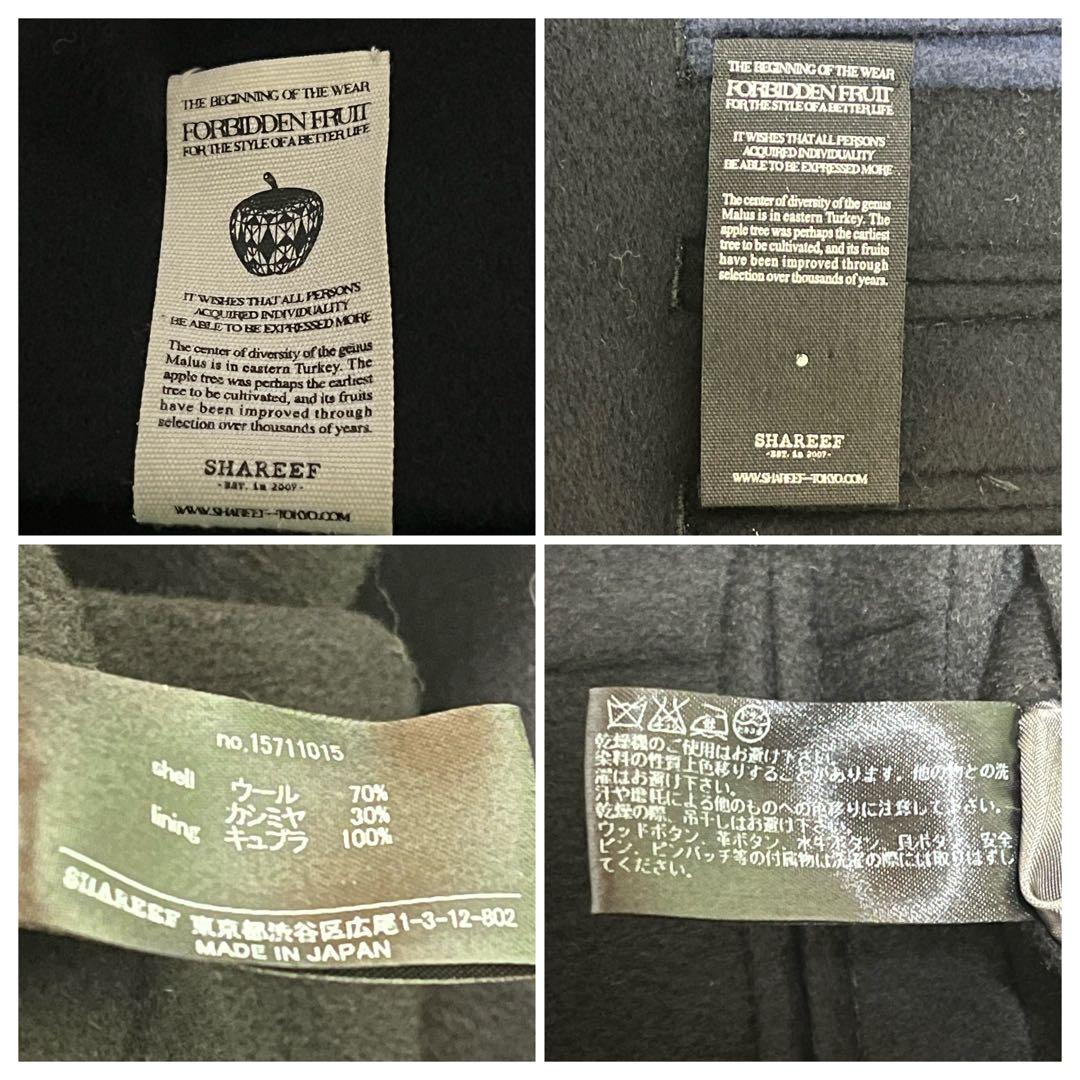 THE BEGINNING OF THE WEAR
FORBIDDEN FRUIT
FOR THE STYLE OF A BETTER LIFE
IT WISHES THAT ALL PERSON'S
ACQUIRED INDIVIDUALITY
BE ABLE TO BE EXPRESSED MORE
The center of diversity of the genus
Malus is in eastern Turkey. The
apple tree was perhaps the earliest
tree to be cultivated, and its fruits
have been improved through
selection over thousands of years.
SHAREEF
-EST. in 2007-
WWW.SHAREEF-TOKYO.COM
THE BEGINNING OF THE WEAR
FORBIDDEN FRUIT
FOR THE STYLE OF A BETTER LIFE
IT WISHES THAT ALL PERSON'S
ACQUIRED INDIVIDUALITY
BE ABLE TO BE EXPRESSED MORE
The center of diversity of the genus
Malus is in eastern Turkey. The
apple tree was perhaps the earliest
tree to be cultivated, and its fruits
have been improved through
selection over thousands of years.
SHAREEF
-EST. in 2007-
WWW.SHAREEF-TOKYO.COM
no.15711015
shell ウール 70%
カシミヤ 30%
lining キュプラ 100%
SHAREEF 東京都渋谷区広尾1-3-12-802
MADE IN JAPAN
乾燥機のご使用はお避け下さい。
染料の性質上色移りすることがあります。他の物との洗
濯はお避け下さい。
汗や磨耗による他のものへの色移りに注意して下さい。
乾燥の際、吊干しはお避け下さい。
ウッドボタン、革ボタン、水牛ボタン、貝ボタン、安全
ピン、ピンバッチ等の付属物は洗濯の際には取りはずし
てください。